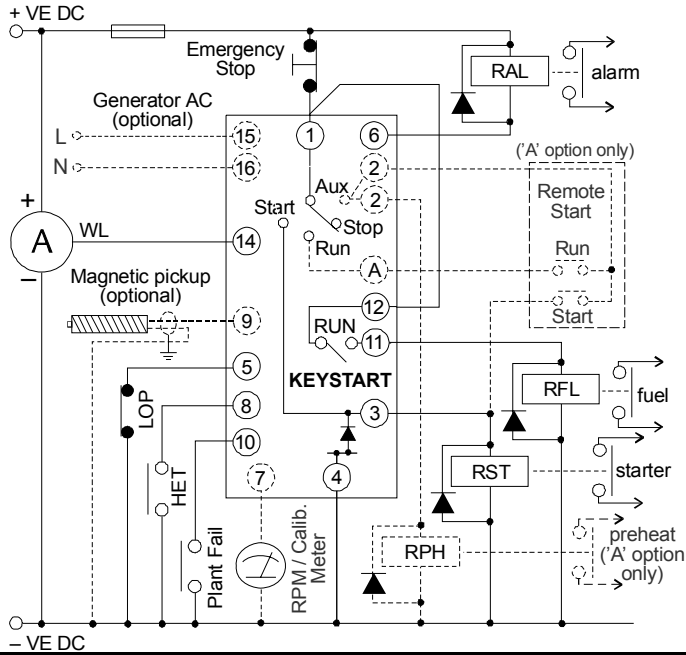 + VE DC
Emergency
Stop
RAL
alarm
Generator AC
(optional)
L
N
15
16
1
6
2
2
('A' option only)
Remote
Start
Run
Start
Aux
Start
Stop
Run
+
A
–
WL
14
A
Magnetic pickup
(optional)
9
12
RUN
11
KEYSTART
5
8
10
3
7
4
LOP
HET
Plant Fail
RPM / Calib.
Meter
RFL
fuel
RST
starter
RPH
preheat
('A' option
only)
– VE DC